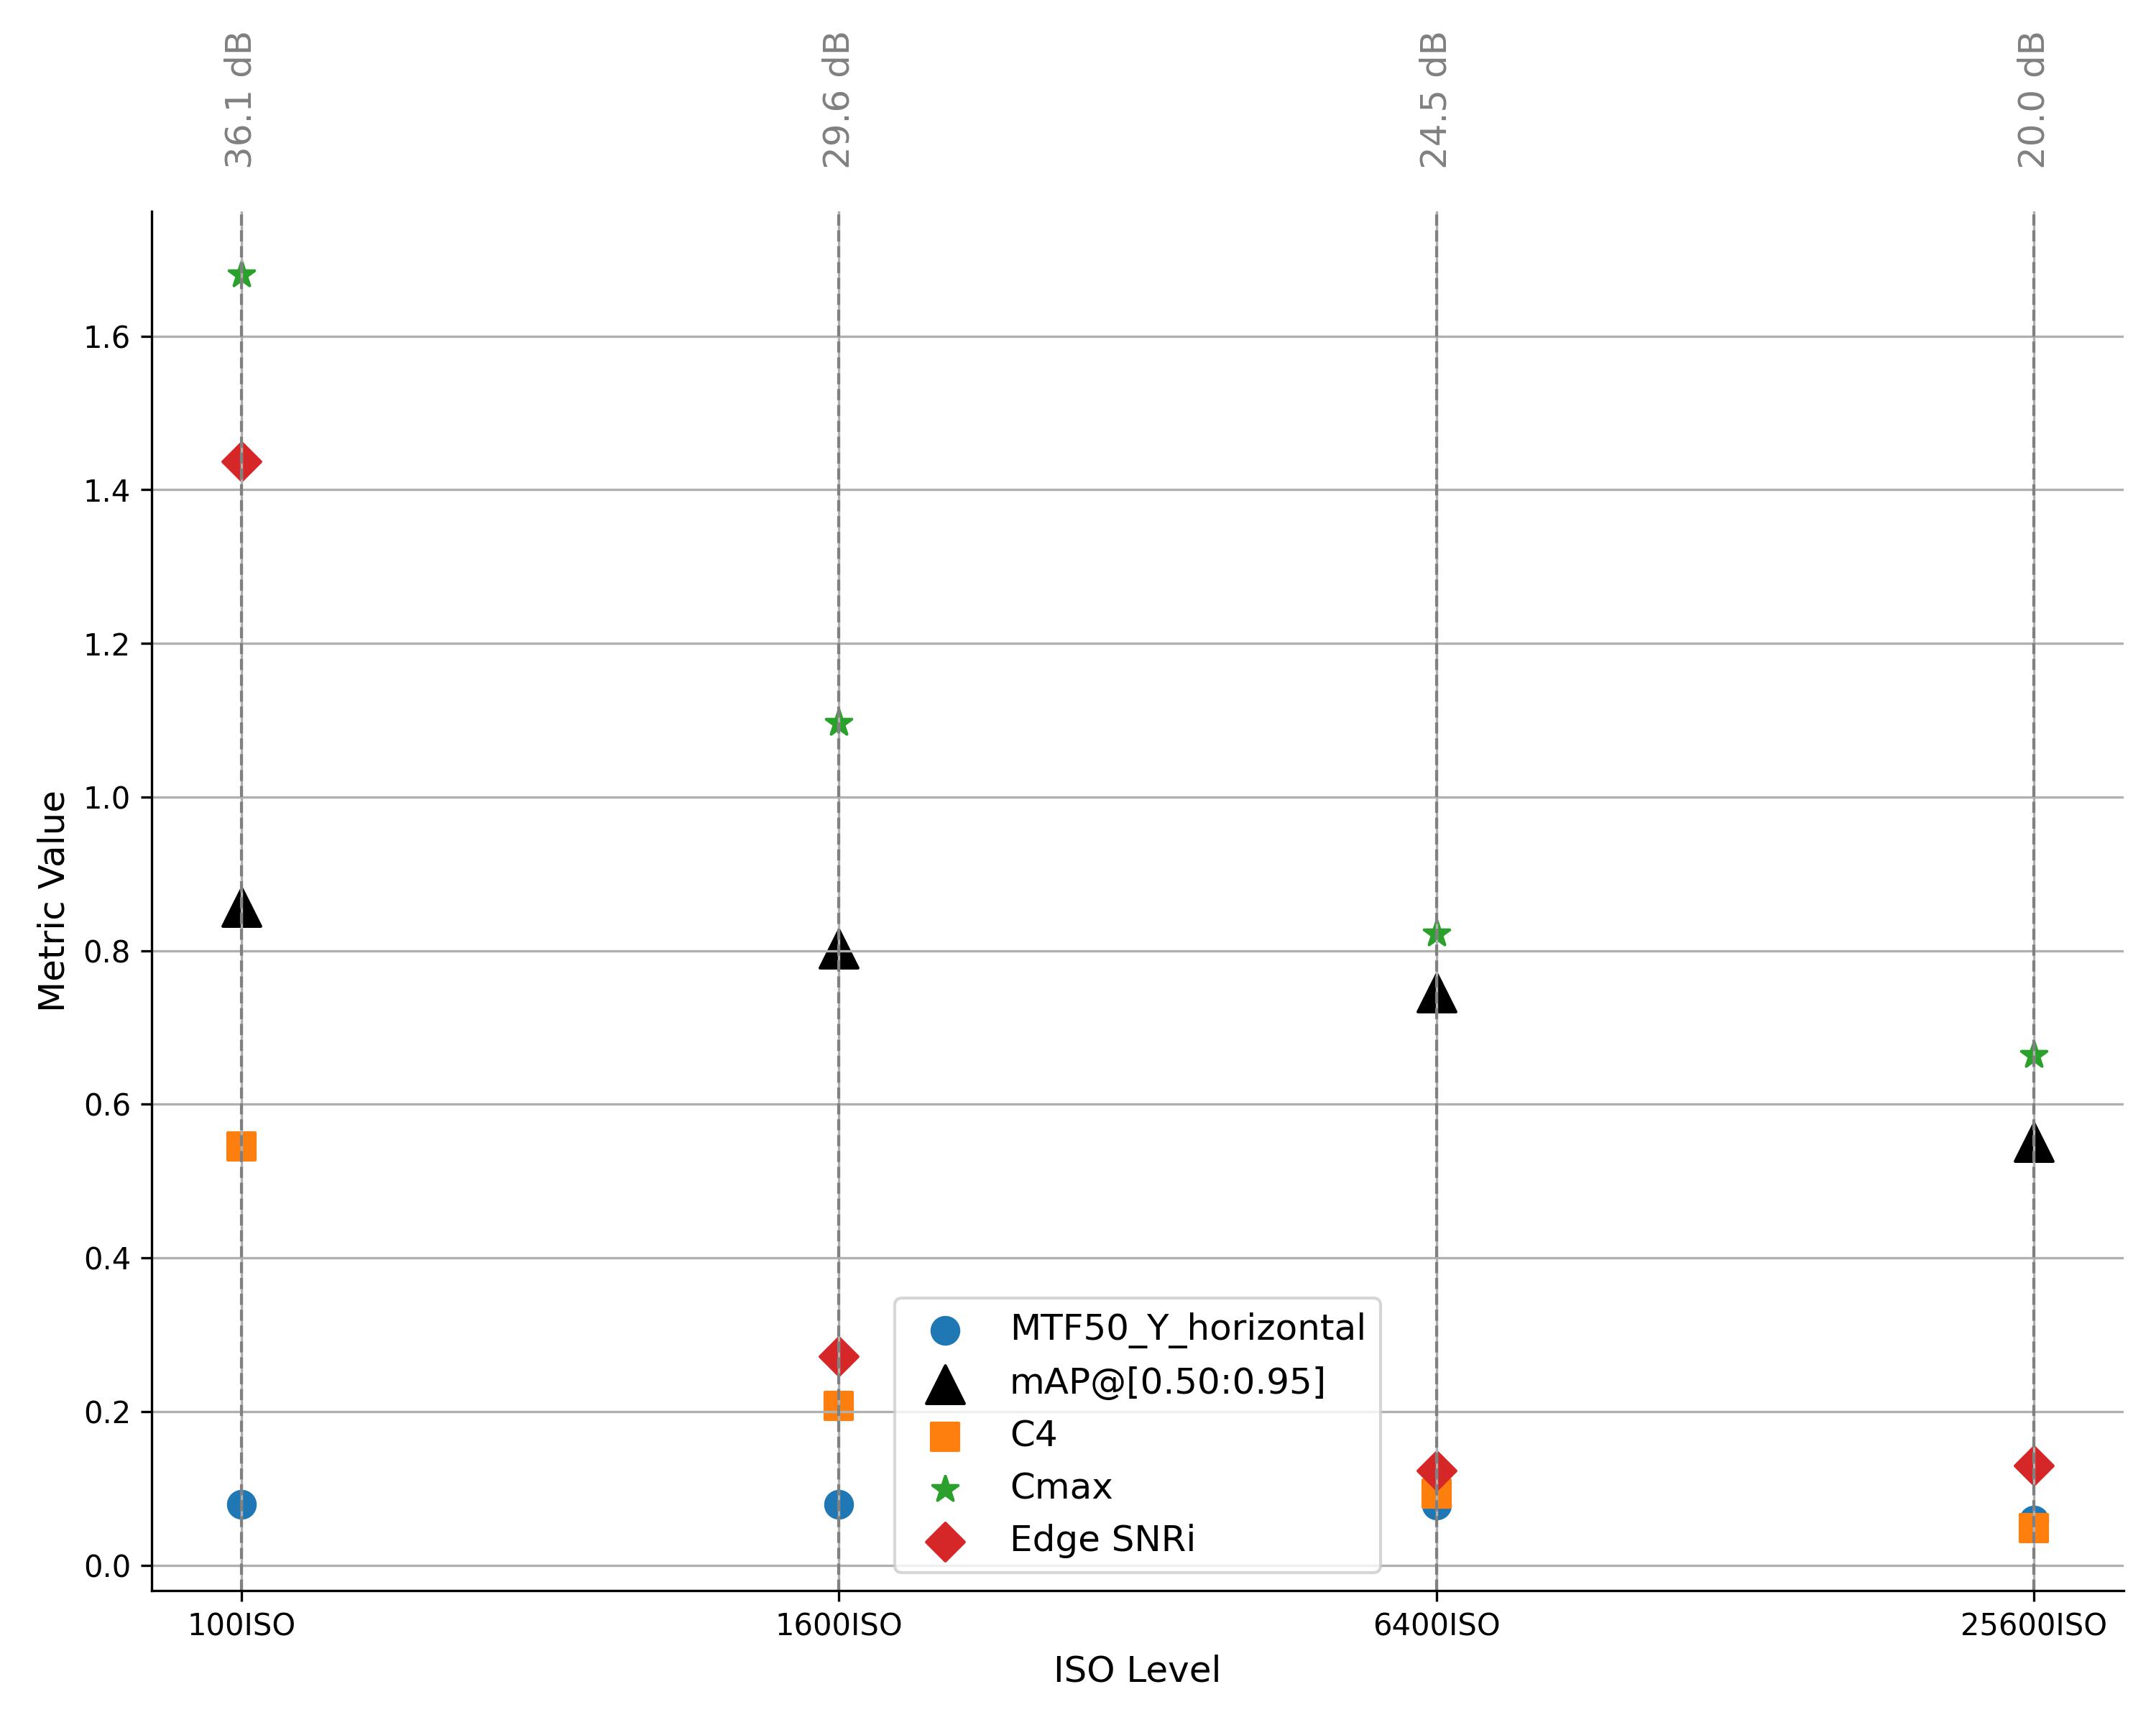 36.1 dB
29.6 dB
24.5 dB
20.0 dB
Metric Value
1.6
1.4
1.2
1.0
0.8
0.6
0.4
0.2
0.0
MTF50_Y_horizontal
mAP@[0.50:0.95]
C4
Cmax
Edge SNRi
100ISO
1600ISO
6400ISO
25600ISO
ISO Level